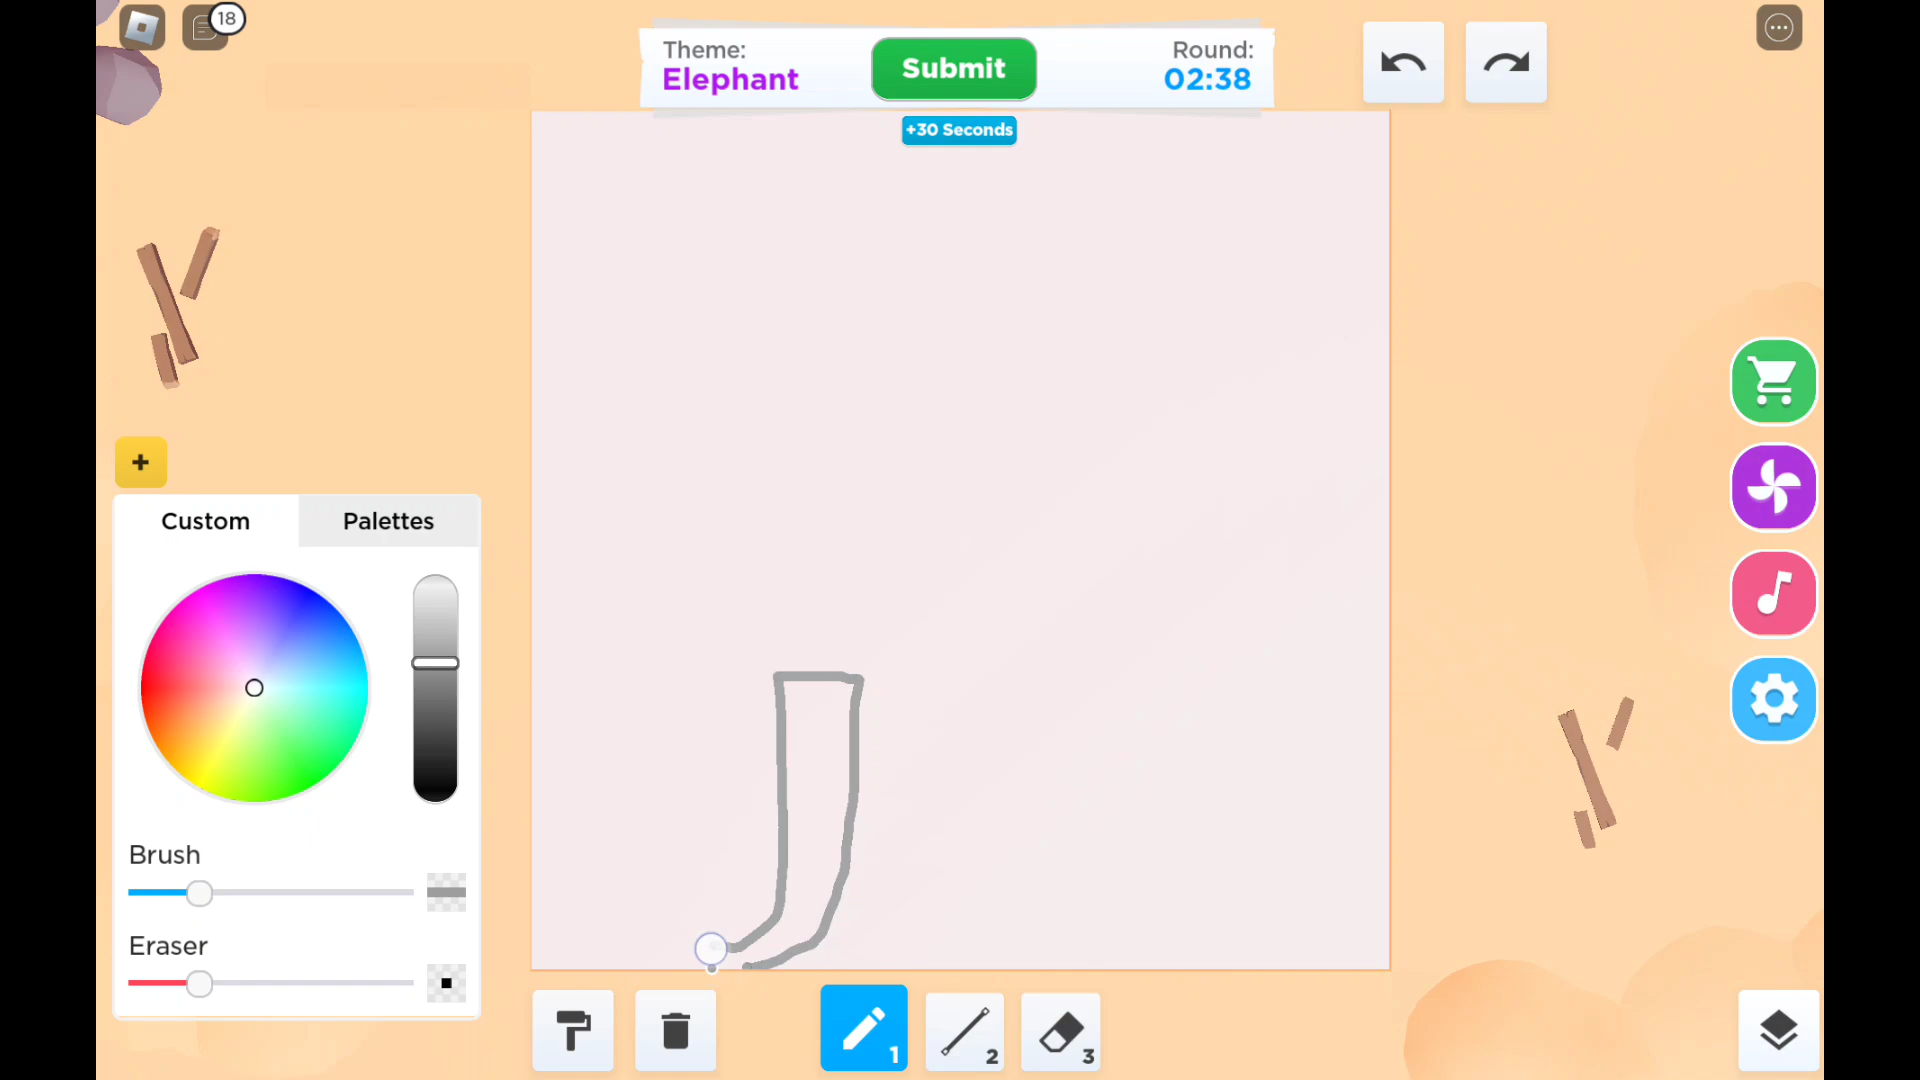 18
Theme:
Elephant
Submit
Round:
02:38
+30 Seconds
+
Custom
Palettes
Brush
Eraser
1
2
3